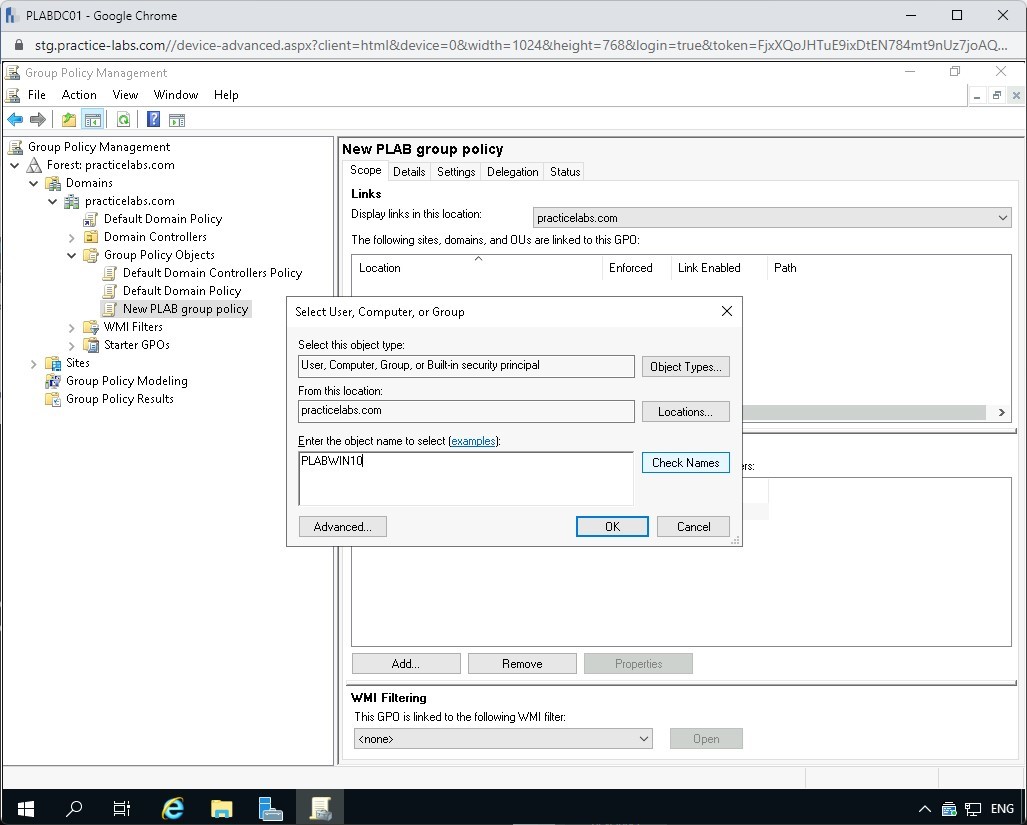 PLABDC01 - Google Chrome
stg.practice-labs.com//device-advanced.aspx?client=html&device=0&width=1024&height=768&login=true&token=FjxXQoJHTuE9ixDtEN784mt9nUz7joAQ...
Group Policy Management
File Action View Window Help
Group Policy Management
Forest: practicelabs.com
Domains
practicelabs.com
Default Domain Policy
Domain Controllers
Group Policy Objects
Default Domain Controllers Policy
Default Domain Policy
New PLAB group policy
WMI Filters
Starter GPOs
Sites
Group Policy Modeling
Group Policy Results
New PLAB group policy
Scope Details Settings Delegation Status
Links
Display links in this location: practicelabs.com
The following sites, domains, and OUs are linked to this GPO:
Location Enforced Link Enabled Path
Select User, Computer, or Group
Select this object type:
User, Computer, Group, or Built-in security principal Object Types...
From this location:
practicelabs.com Locations...
Enter the object name to select (examples):
PLABWIN10 Check Names
Advanced... OK Cancel
ers:
Add... Remove Properties
WMI Filtering
This GPO is linked to the following WMI filter:
<none> Open
ENG